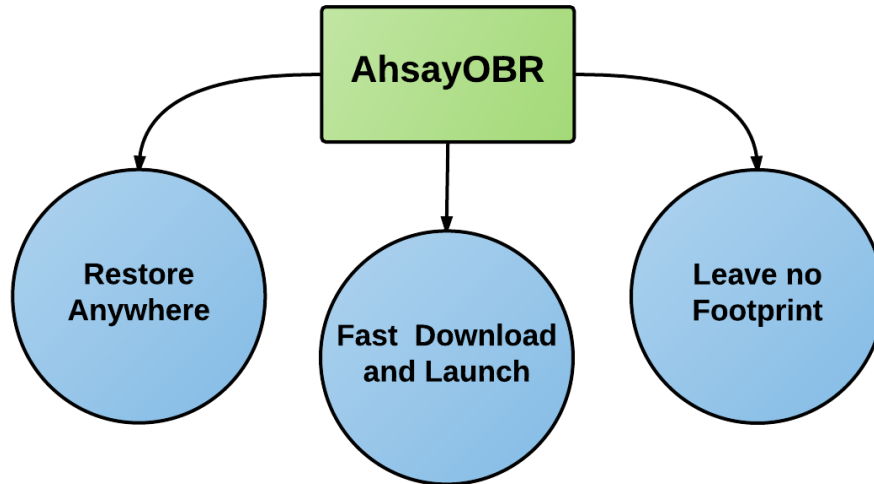 AhsayOBR
Restore
Anywhere
Fast  Download
and Launch
Leave no
Footprint